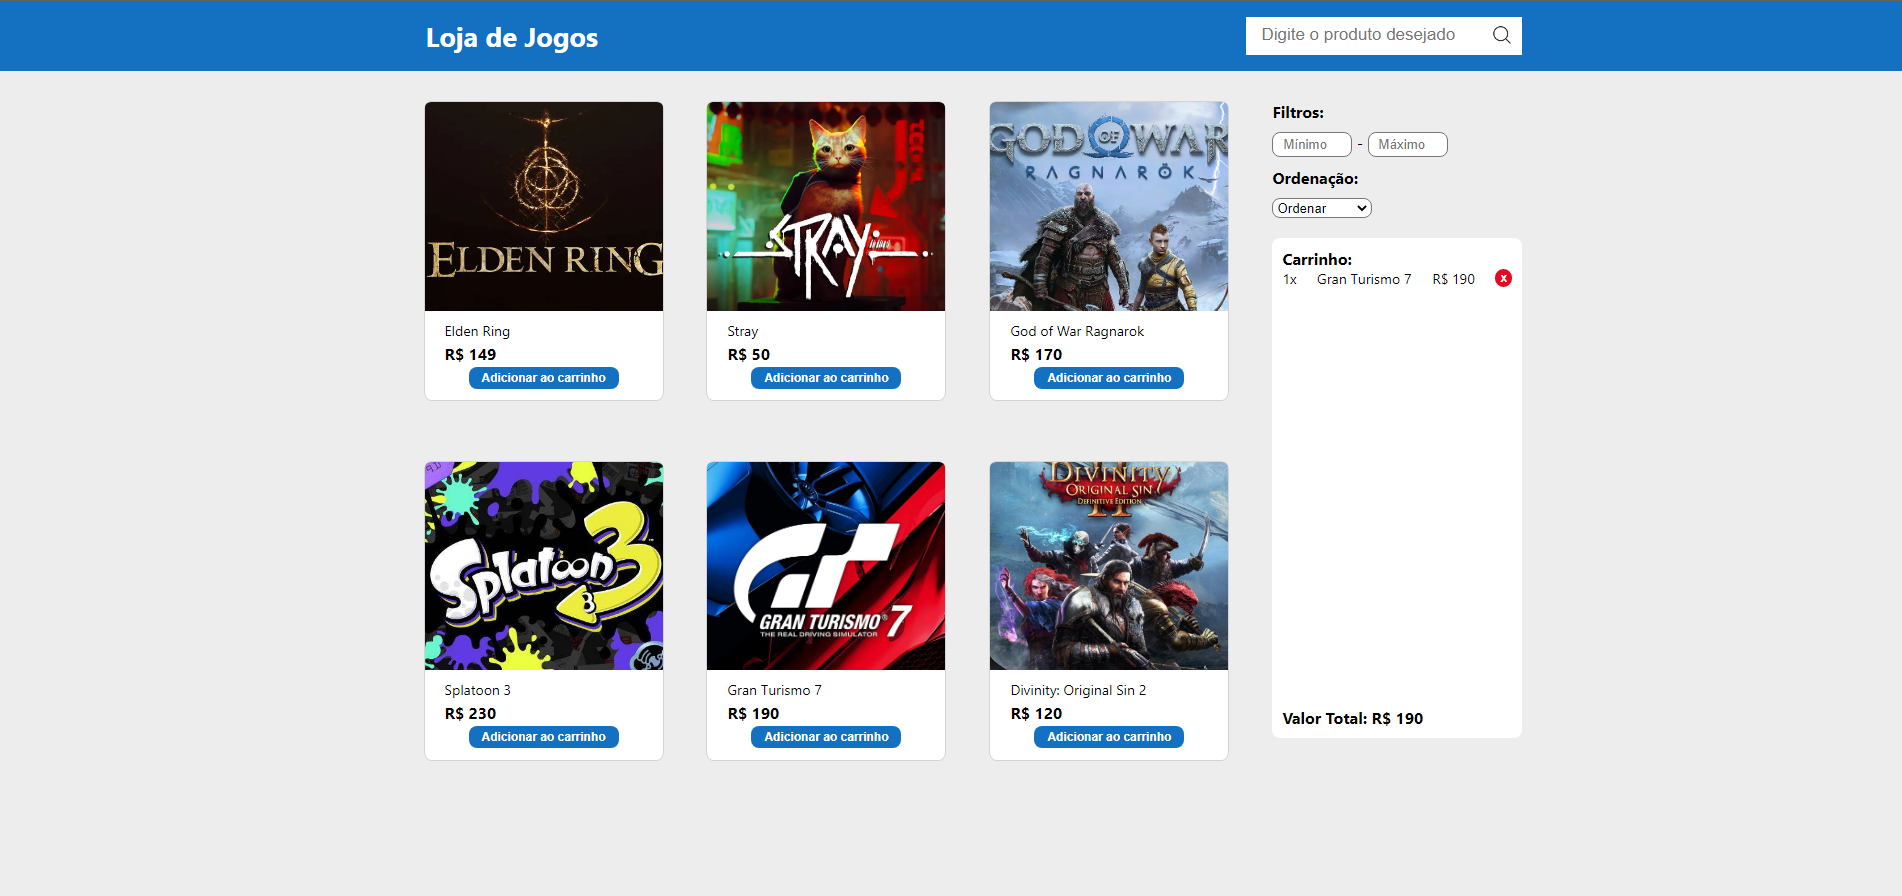 Loja de Jogos
Digite o produto desejado
ELDEN RING
Elden Ring
R$ 149
Adicionar ao carrinho
STRAY
Stray
R$ 50
Adicionar ao carrinho
GOD OF WAR
RAGNARÖK
God of War Ragnarok
R$ 170
Adicionar ao carrinho
Splatoon 3
Splatoon 3
R$ 230
Adicionar ao carrinho
GT
GRAN TURISMO® 7
THE REAL DRIVING SIMULATOR
Gran Turismo 7
R$ 190
Adicionar ao carrinho
DIVINITY
ORIGINAL SIN
II
DEFINITIVE EDITION
Divinity: Original Sin 2
R$ 120
Adicionar ao carrinho
Filtros:
Mínimo - Máximo
Ordenação:
Ordenar
Carrinho:
1x Gran Turismo 7 R$ 190 x
Valor Total: R$ 190